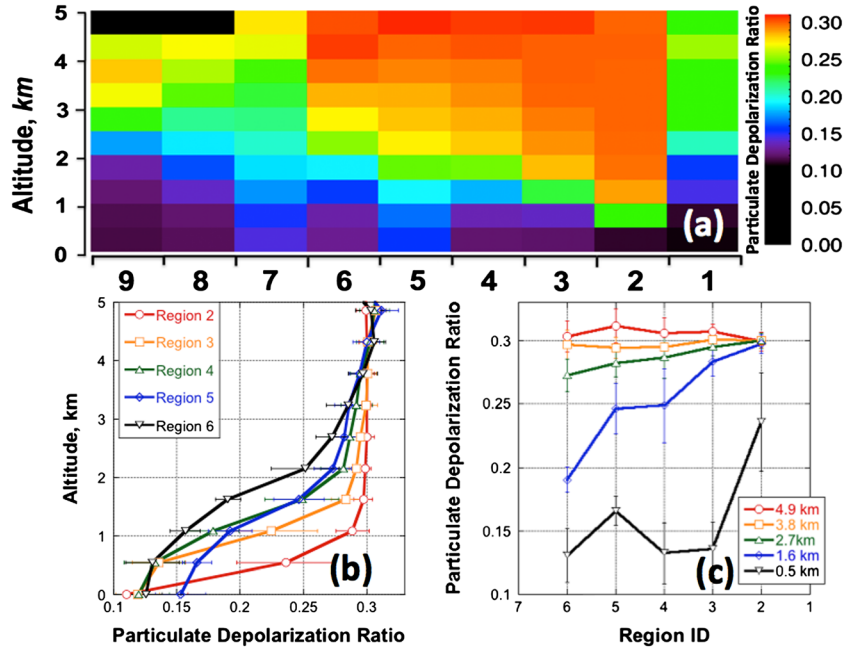 5
4
3
2
1
0
Altitude, km
(a)
Particulate Depolarization Ratio
0.30
0.25
0.20
0.15
0.10
0.05
0.00
9 8 7 6 5 4 3 2 1
5
4
3
2
1
0
Altitude, km
Region 2
Region 3
Region 4
Region 5
Region 6
(b)
0.1 0.15 0.2 0.25 0.3
Particulate Depolarization Ratio
Particulate Depolarization Ratio
0.3
0.25
0.2
0.15
0.1
4.9 km
3.8 km
2.7km
1.6 km
0.5 km
(c)
7 6 5 4 3 2 1
Region ID